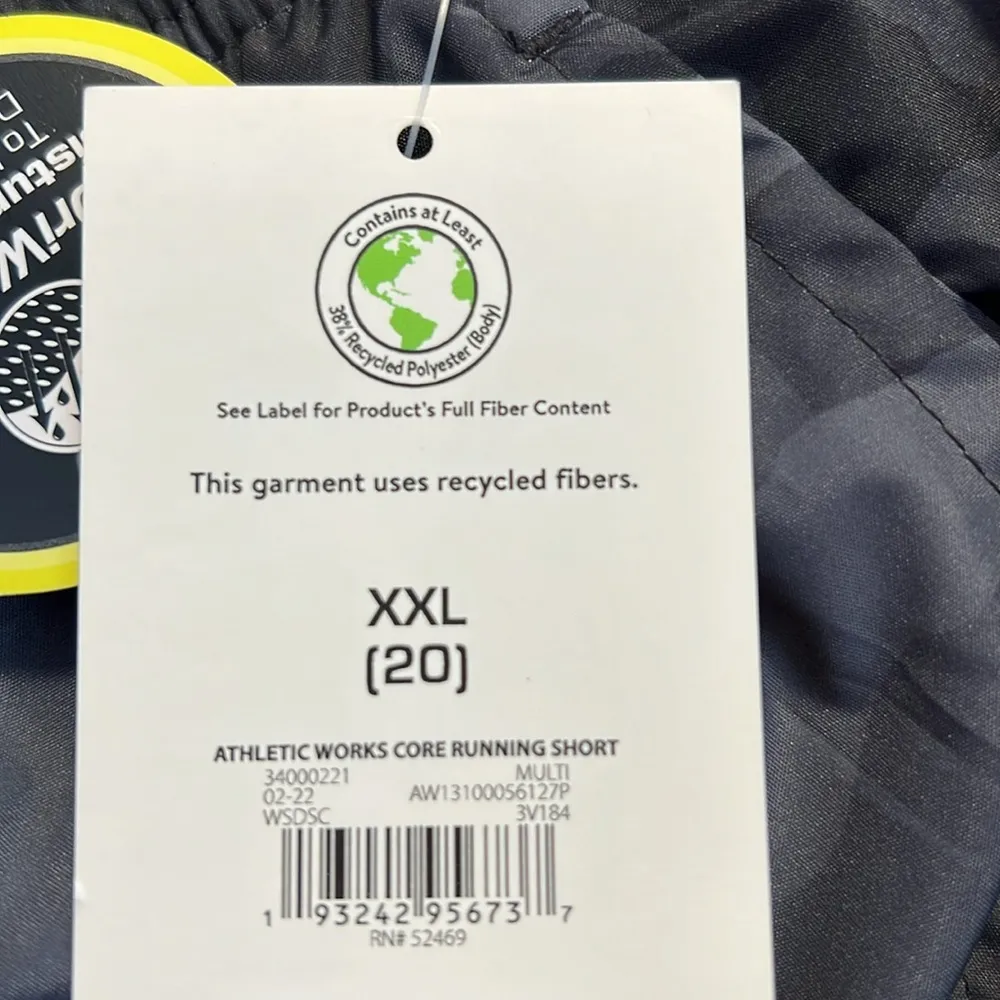 Contains at Least
38% Recycled Polyester (Body)
See Label for Product's Full Fiber Content
This garment uses recycled fibers.
XXL
(20)
ATHLETIC WORKS CORE RUNNING SHORT
34000221 MULTI
02-22 AW13100056127P
WSDSC 3V184
1 93242 95673 7
RN# 52469